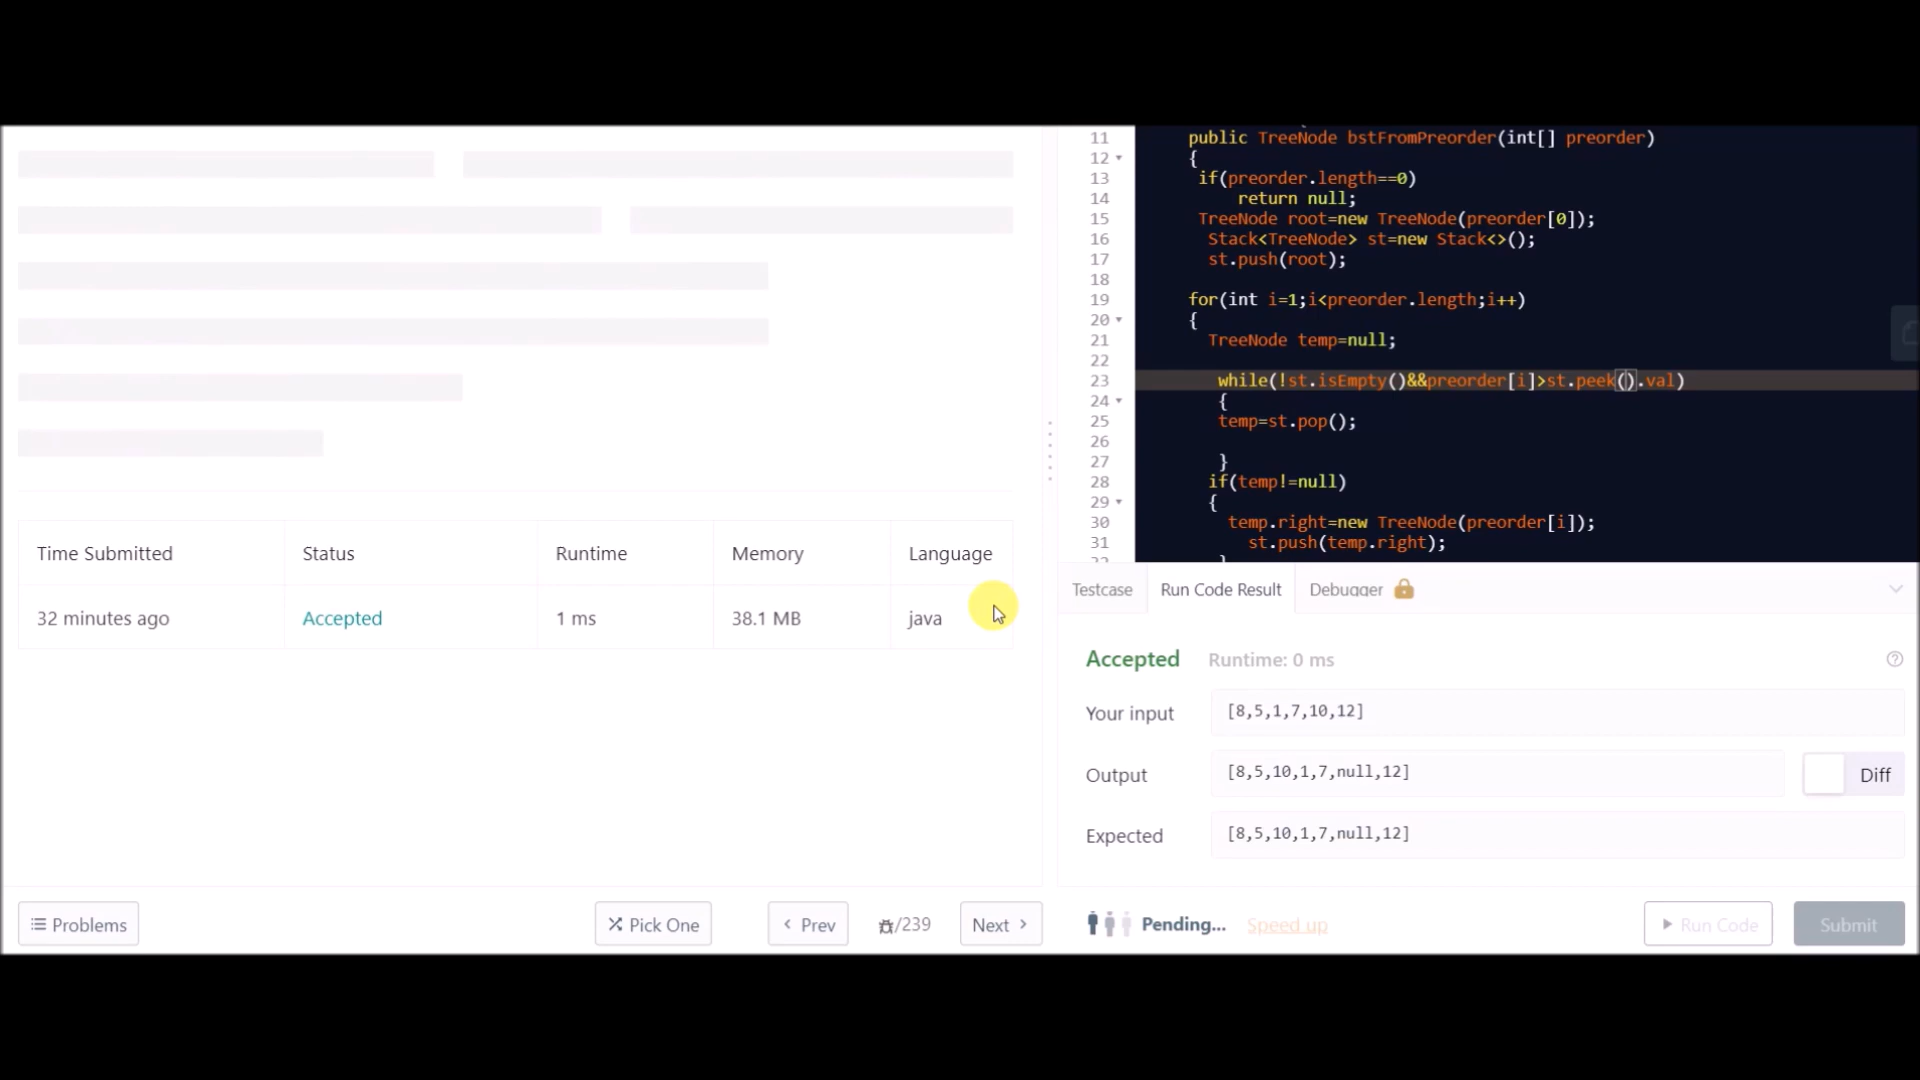 11 public TreeNode bstFromPreorder(int[] preorder)
12 {
13 if(preorder.length==0)
14 return null;
15 TreeNode root=new TreeNode(preorder[0]);
16 Stack<TreeNode> st=new Stack<>();
17 st.push(root);
18
19 for(int i=1;i<preorder.length;i++)
20 {
21 TreeNode temp=null;
22
23 while(!st.isEmpty()&&preorder[i]>st.peek().val)
24 {
25 temp=st.pop();
26
27 }
28 if(temp!=null)
29 {
30 temp.right=new TreeNode(preorder[i]);
31 st.push(temp.right);
Time Submitted Status Runtime Memory Language
32 minutes ago Accepted 1 ms 38.1 MB java
Testcase Run Code Result Debugger
Accepted Runtime: 0 ms
Your input [8,5,1,7,10,12]
Output [8,5,10,1,7,null,12] Diff
Expected [8,5,10,1,7,null,12]
Problems Pick One Prev /239 Next Pending... Speed up Run Code Submit